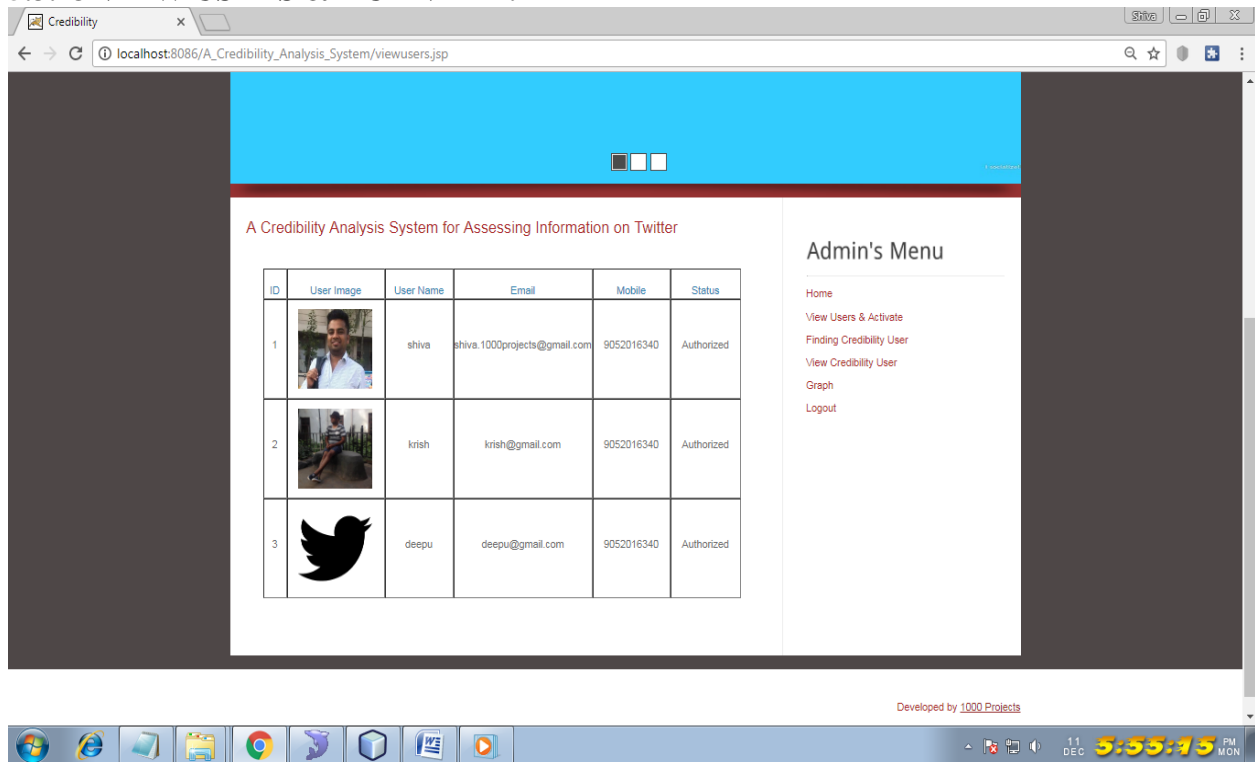 Credibility
Shiva
localhost:8086/A_Credibility_Analysis_System/viewusers.jsp
A Credibility Analysis System for Assessing Information on Twitter
Admin's Menu
Home
View Users & Activate
Finding Credibility User
View Credibility User
Graph
Logout
ID User Image User Name Email Mobile Status
1 shiva shiva.1000projects@gmail.com 9052016340 Authorized
2 krish krish@gmail.com 9052016340 Authorized
3 deepu deepu@gmail.com 9052016340 Authorized
Developed by 1000 Projects
11 DEC 5:55:15 PM MON